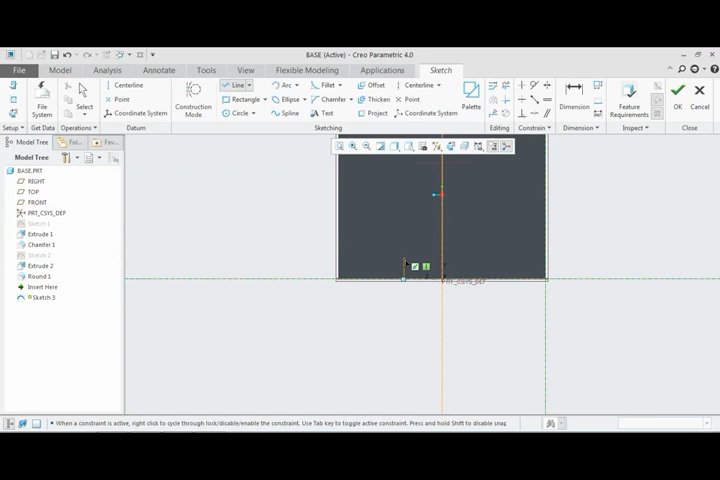 BASE (Active) - Creo Parametric 4.0
File Model Analysis Annotate Tools View Flexible Modeling Applications Sketch
Centerline Line Arc Fillet Offset Centerline
Point Rectangle Ellipse Chamfer Thicken Point
Coordinate System Circle Spline Text Project Coordinate System
File System Select Construction Mode Palette Dimension Feature Requirements OK Cancel
Setup Get Data Operations Datum Sketching Editing Constrain Dimension Inspect Close
Model Tree Fav
Model Tree
BASE.PRT
RIGHT
TOP
FRONT
PRT_CSYS_DEF
Sketch 1
Extrude 1
Chamfer 1
Sketch 2
Extrude 2
Round 1
Insert Here
Sketch 3
PRT_CSYS_DEF
When a constraint is active, right click to cycle through lock/disable/enable the constraint. Use Tab key to toggle active constraint. Press and hold Shift to disable snap